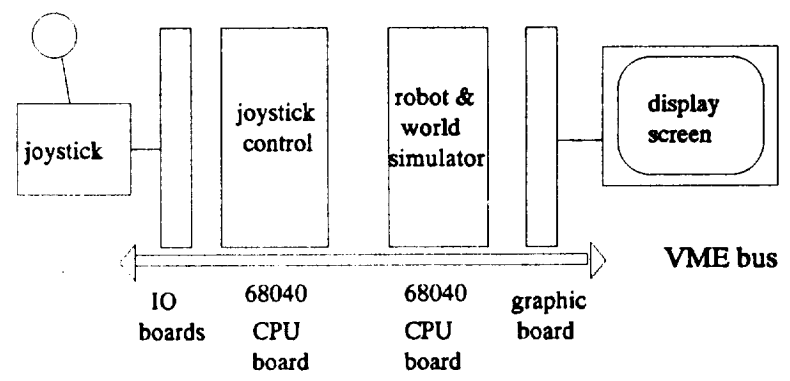 joystick
joystick
control
robot &
world
simulator
display
screen
VME bus
IO
boards
68040
CPU
board
68040
CPU
board
graphic
board